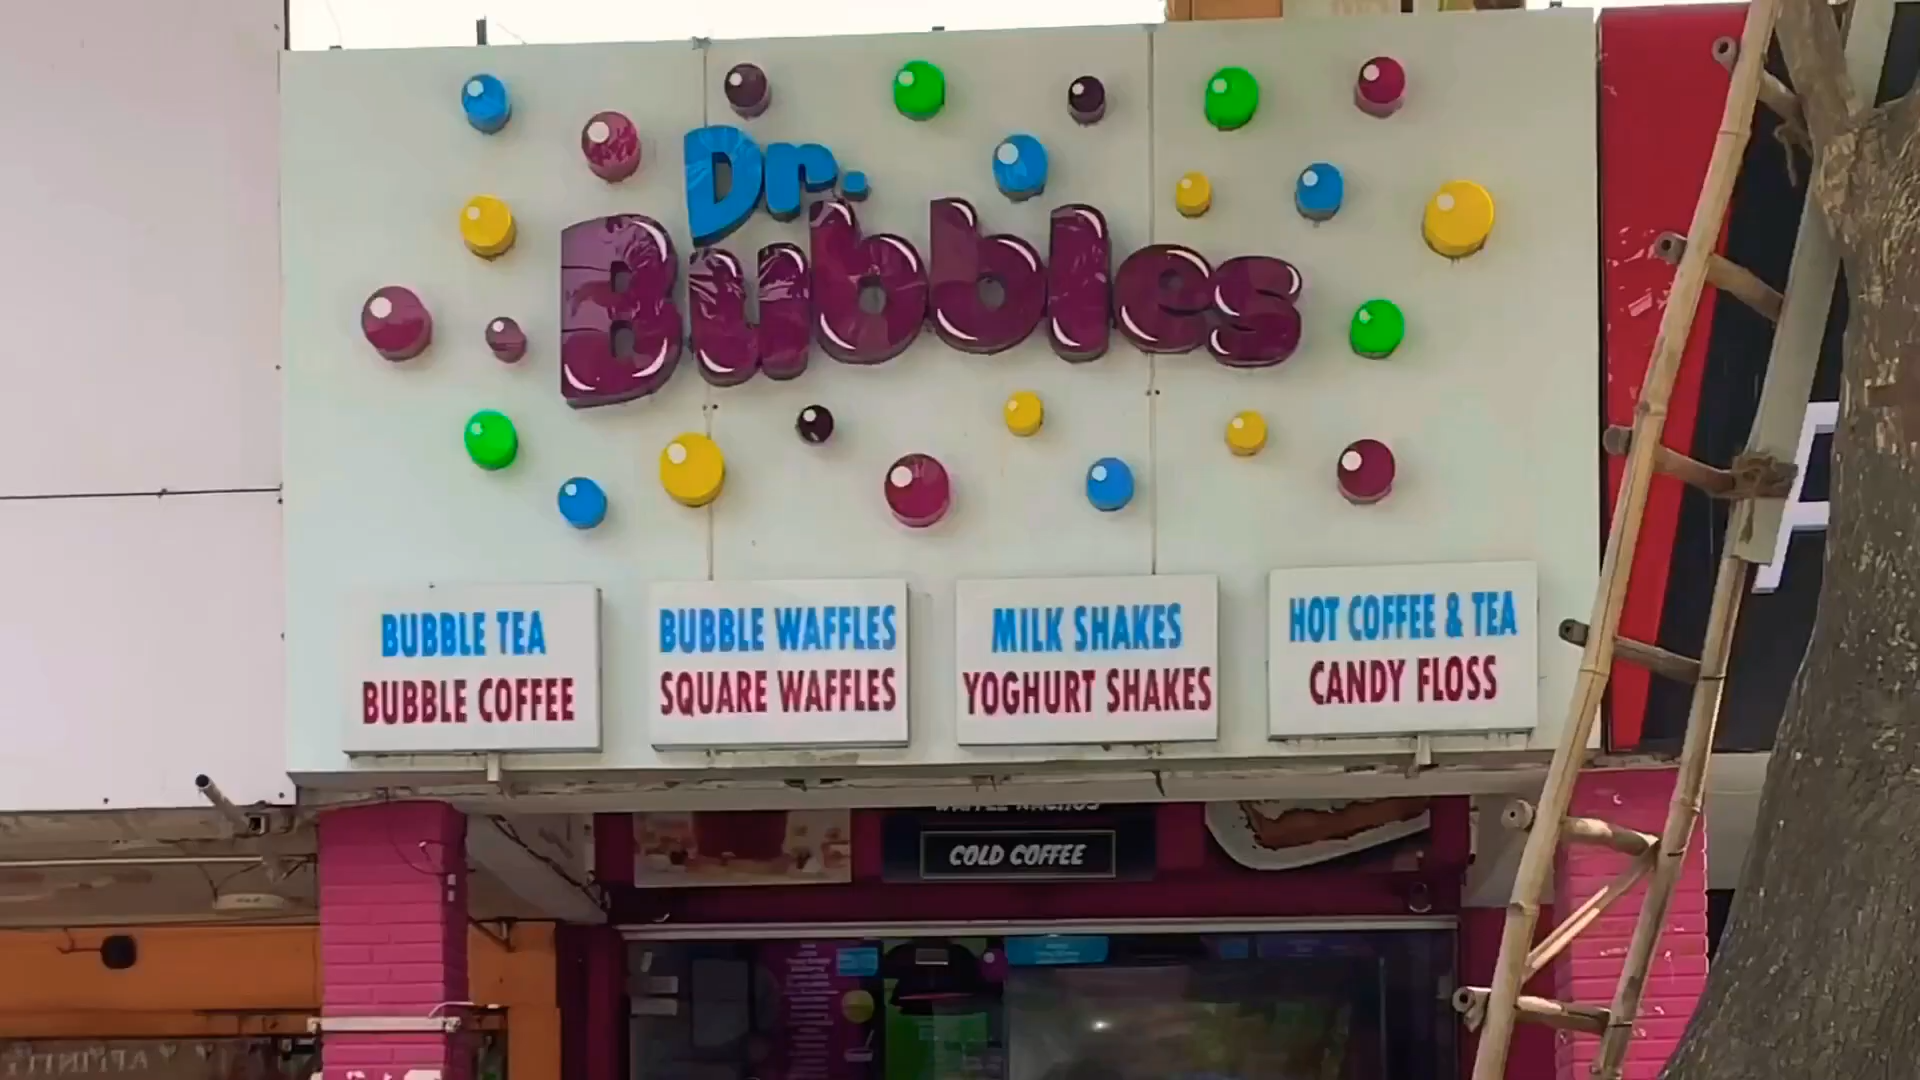 Dr.
Bubbles
BUBBLE TEA
BUBBLE COFFEE
BUBBLE WAFFLES
SQUARE WAFFLES
MILK SHAKES
YOGHURT SHAKES
HOT COFFEE & TEA
CANDY FLOSS
COLD COFFEE